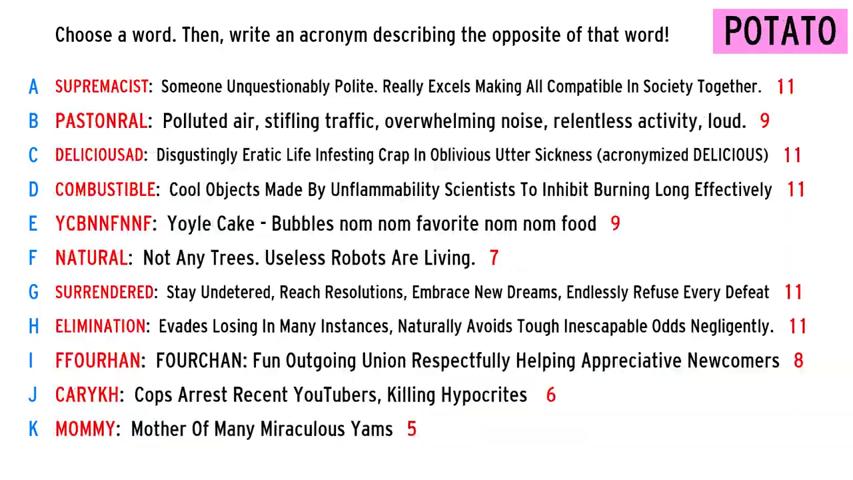 Choose a word. Then, write an acronym describing the opposite of that word!
POTATO
A SUPREMACIST: Someone Unquestionably Polite. Really Excels Making All Compatible In Society Together. 11
B PASTONRAL: Polluted air, stifling traffic, overwhelming noise, relentless activity, loud. 9
C DELICIOUSAD: Disgustingly Eratic Life Infesting Crap In Oblivious Utter Sickness (acronymized DELICIOUS) 11
D COMBUSTIBLE: Cool Objects Made By Unflammability Scientists To Inhibit Burning Long Effectively 11
E YCBNNFNNF: Yoyle Cake - Bubbles nom nom favorite nom nom food 9
F NATURAL: Not Any Trees. Useless Robots Are Living. 7
G SURRENDERED: Stay Undetered, Reach Resolutions, Embrace New Dreams, Endlessly Refuse Every Defeat 11
H ELIMINATION: Evades Losing In Many Instances, Naturally Avoids Tough Inescapable Odds Negligently. 11
I FFOURHAN: FOURCHAN: Fun Outgoing Union Respectfully Helping Appreciative Newcomers 8
J CARYKH: Cops Arrest Recent YouTubers, Killing Hypocrites 6
K MOMMY: Mother Of Many Miraculous Yams 5